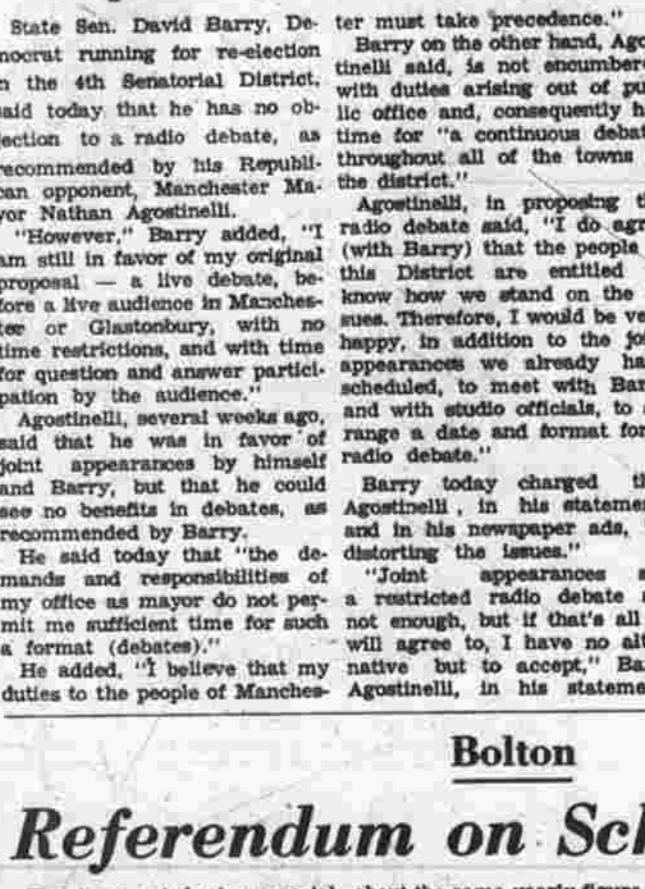 State Sen. David Barry, De-
nocrat running for re-election
n the 4th Senatorial District,
said today that he has no ob-
jection to a radio debate, as
recommended by his Republi-
can opponent, Manchester Ma-
yor Nathan Agostinelli.
"However," Barry added, "I
am still in favor of my original
proposal — a live debate, be-
fore a live audience in Manches-
ter or Glastonbury, with no
time restrictions, and with time
for question and answer partici-
pation by the audience."
Agostinelli, several weeks ago,
said that he was in favor of
joint appearances by himself
and Barry, but that he could
see no benefits in debates, as
recommended by Barry.
He said today that "the de-
mands and responsibilities of
my office as mayor do not per-
mit me sufficient time for such
a format (debates)."
He added, "I believe that my
duties to the people of Manches-
ter must take precedence."
Barry on the other hand, Ago
tinelli said, is not encumber
with duties arising out of pu
lic office and, consequently h
time for "a continuous debat
throughout all of the towns
the district."
Agostinelli, in proposing t
radio debate said, "I do agr
(with Barry) that the people
this District are entitled
know how we stand on the
sues. Therefore, I would be ve
happy, in addition to the joi
appearances we already ha
scheduled, to meet with Bar
and with studio officials, to
range a date and format for
radio debate."
Barry today charged th
Agostinelli, in his statemen
and in his newspaper ads,
distorting the issues."
"Joint appearances a
a restricted radio debate
not enough, but if that's all
will agree to, I have no alt
native but to accept," Ba
Agostinelli, in his stateme
Bolton
Referendum on Sch